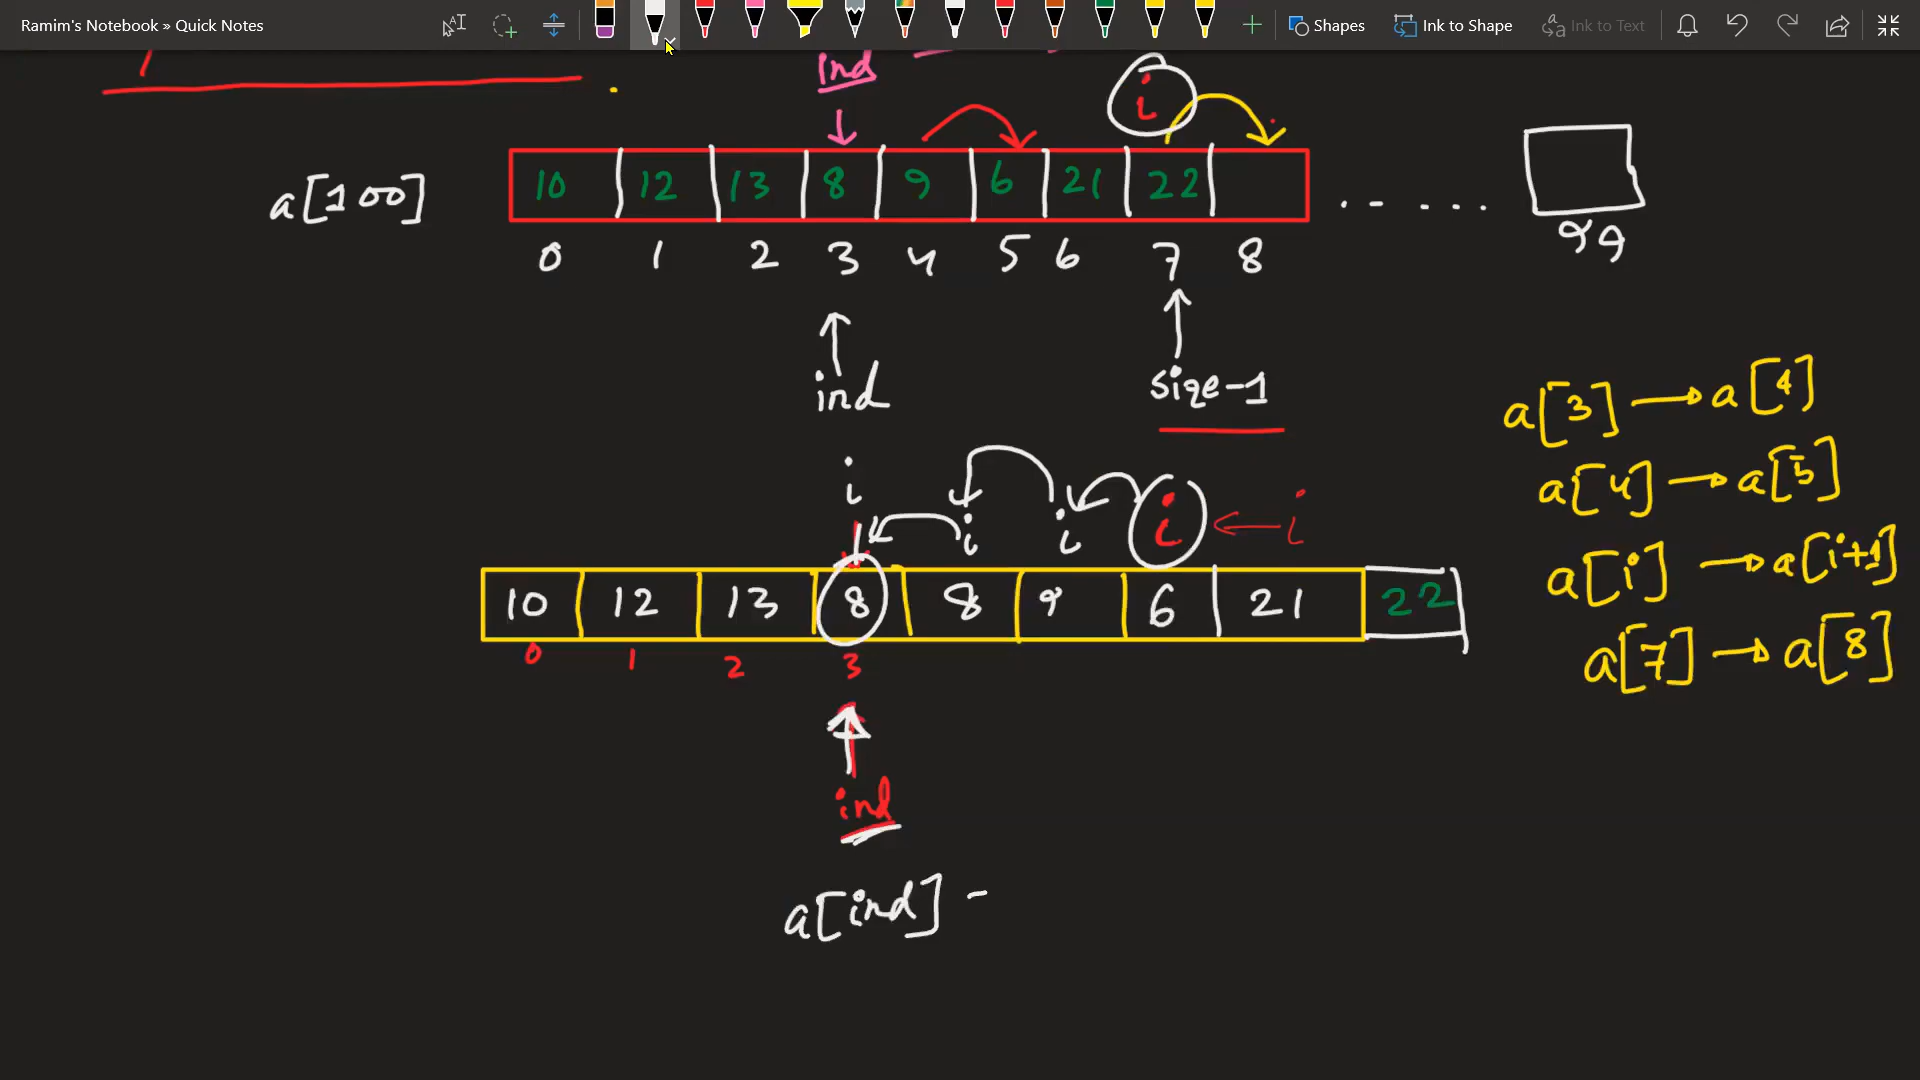 Ramim's Notebook » Quick Notes
Shapes
Ink to Shape
Ink to Text
ind
i
a[100]
10 12 13 8 9 6 21 22
0 1 2 3 4 5 6 7 8
99
ind
size-1
a[3] → a[4]
a[4] → a[5]
a[i] → a[i+1]
a[7] → a[8]
i i i i ← i
10 12 13 8 8 9 6 21 22
0 1 2 3
ind
a[ind] -